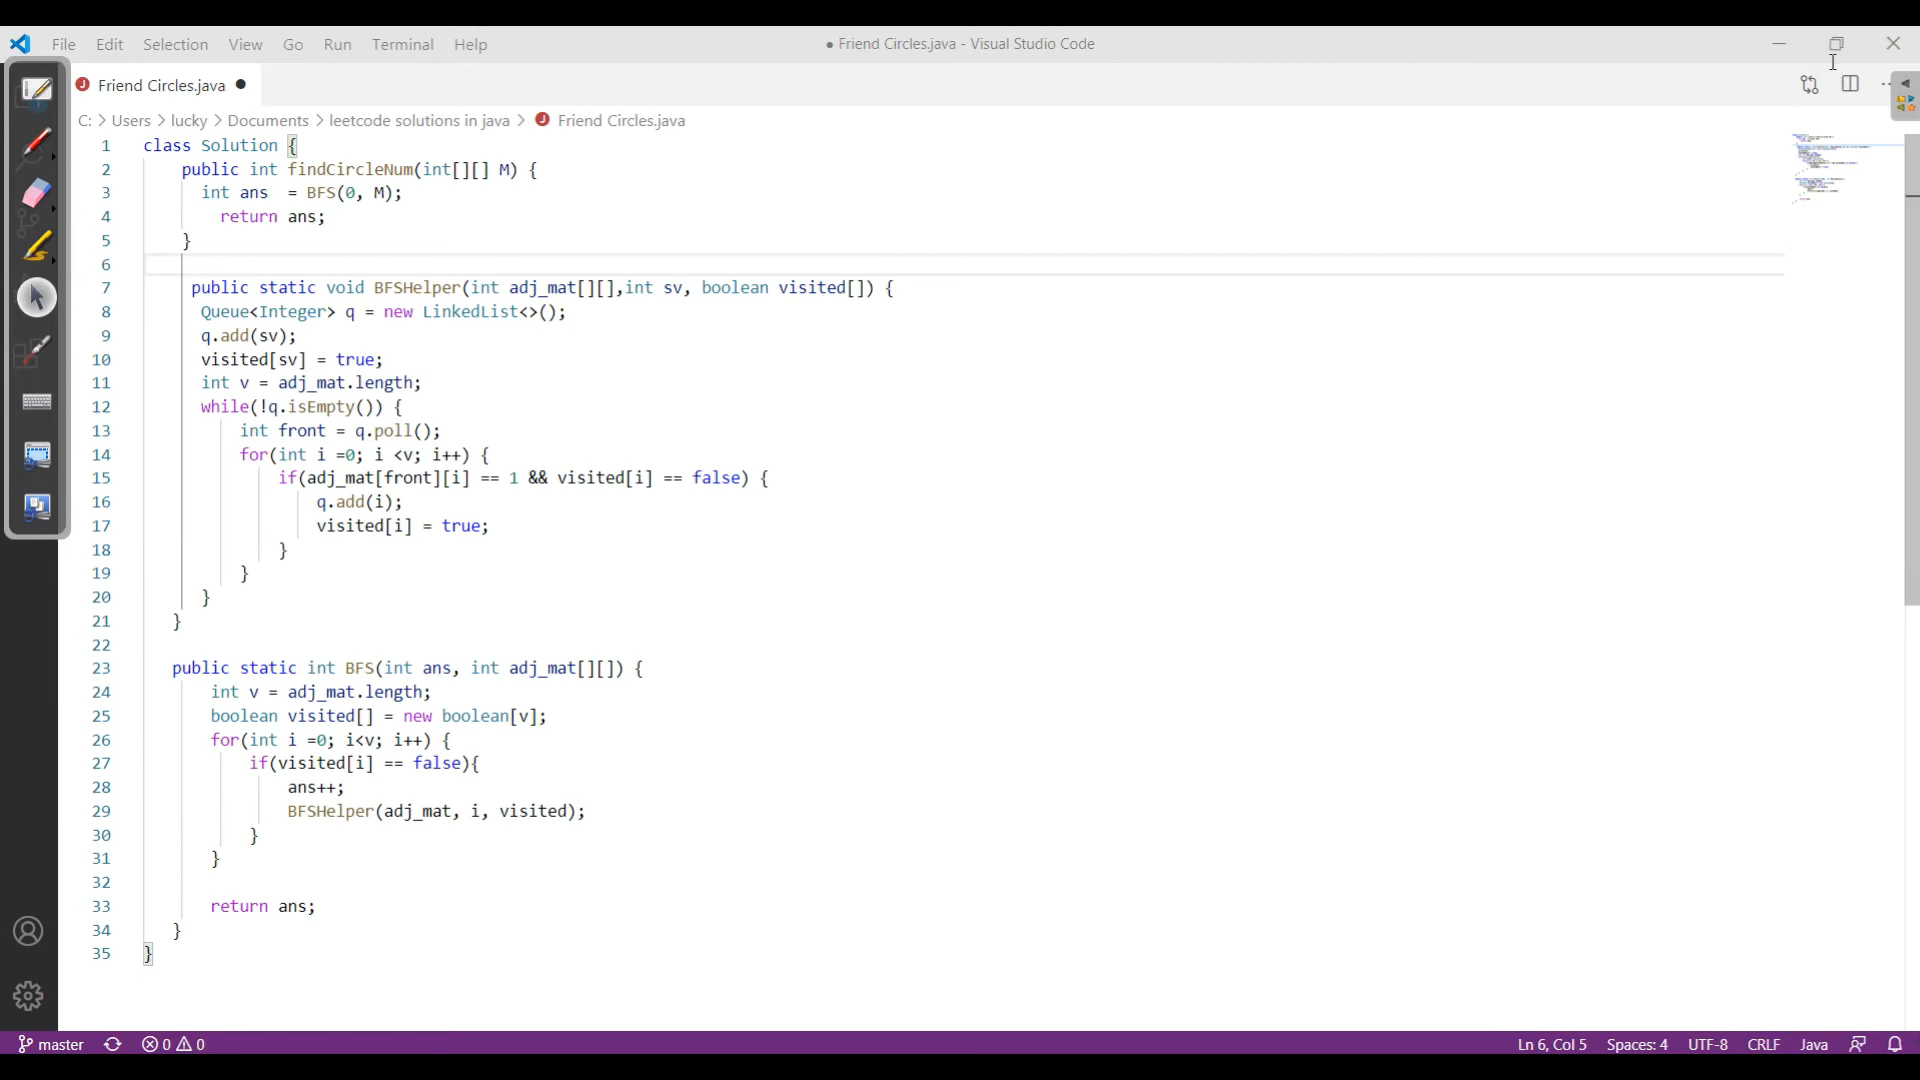 File Edit Selection View Go Run Terminal Help
● Friend Circles.java - Visual Studio Code
J Friend Circles.java ●
C: > Users > lucky > Documents > leetcode solutions in java > J Friend Circles.java
1 class Solution {
2 public int findCircleNum(int[][] M) {
3 int ans  = BFS(0, M);
4 return ans;
5 }
6
7 public static void BFSHelper(int adj_mat[][],int sv, boolean visited[]) {
8 Queue<Integer> q = new LinkedList<>();
9 q.add(sv);
10 visited[sv] = true;
11 int v = adj_mat.length;
12 while(!q.isEmpty()) {
13 int front = q.poll();
14 for(int i =0; i <v; i++) {
15 if(adj_mat[front][i] == 1 && visited[i] == false) {
16 q.add(i);
17 visited[i] = true;
18 }
19 }
20 }
21 }
22
23 public static int BFS(int ans, int adj_mat[][]) {
24 int v = adj_mat.length;
25 boolean visited[] = new boolean[v];
26 for(int i =0; i<v; i++) {
27 if(visited[i] == false){
28 ans++;
29 BFSHelper(adj_mat, i, visited);
30 }
31 }
32
33 return ans;
34 }
35 }
master 0 0 Ln 6, Col 5 Spaces: 4 UTF-8 CRLF Java